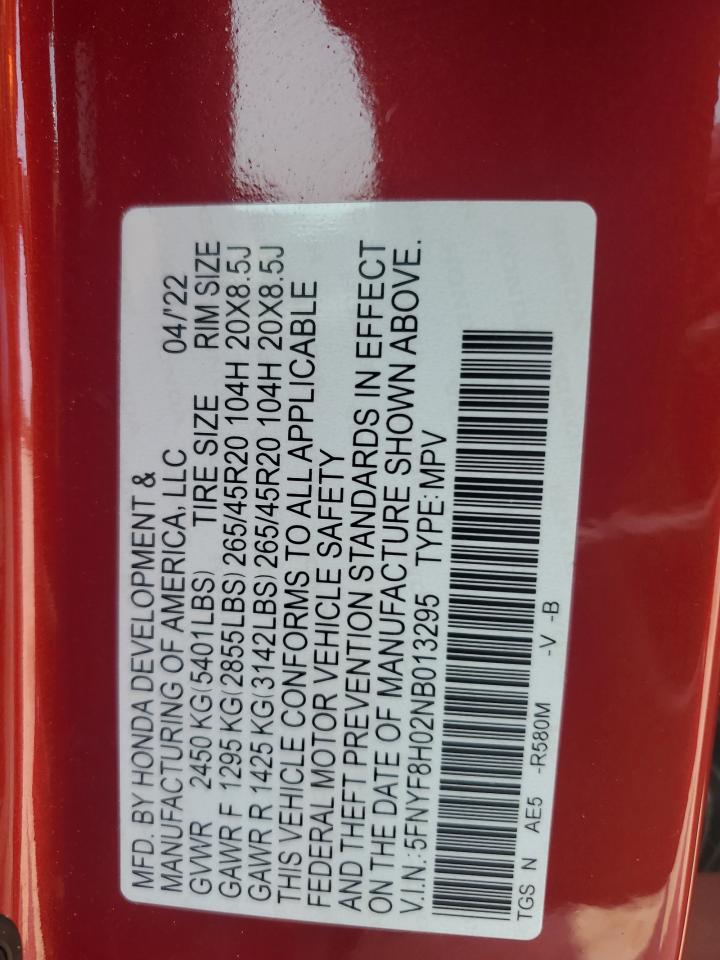 MFD. BY HONDA DEVELOPMENT &
MANUFACTURING OF AMERICA, LLC 04/'22
GVWR 2450 KG(5401LBS) TIRE SIZE RIM SIZE
GAWR F 1295 KG(2855LBS) 265/45R20 104H 20X8.5J
GAWR R 1425 KG(3142LBS) 265/45R20 104H 20X8.5J
THIS VEHICLE CONFORMS TO ALL APPLICABLE
FEDERAL MOTOR VEHICLE SAFETY
AND THEFT PREVENTION STANDARDS IN EFFECT
ON THE DATE OF MANUFACTURE SHOWN ABOVE.
V.I.N.: 5FNYF8H02NB013295 TYPE: MPV
TGS N AE5 -R580M -V -B